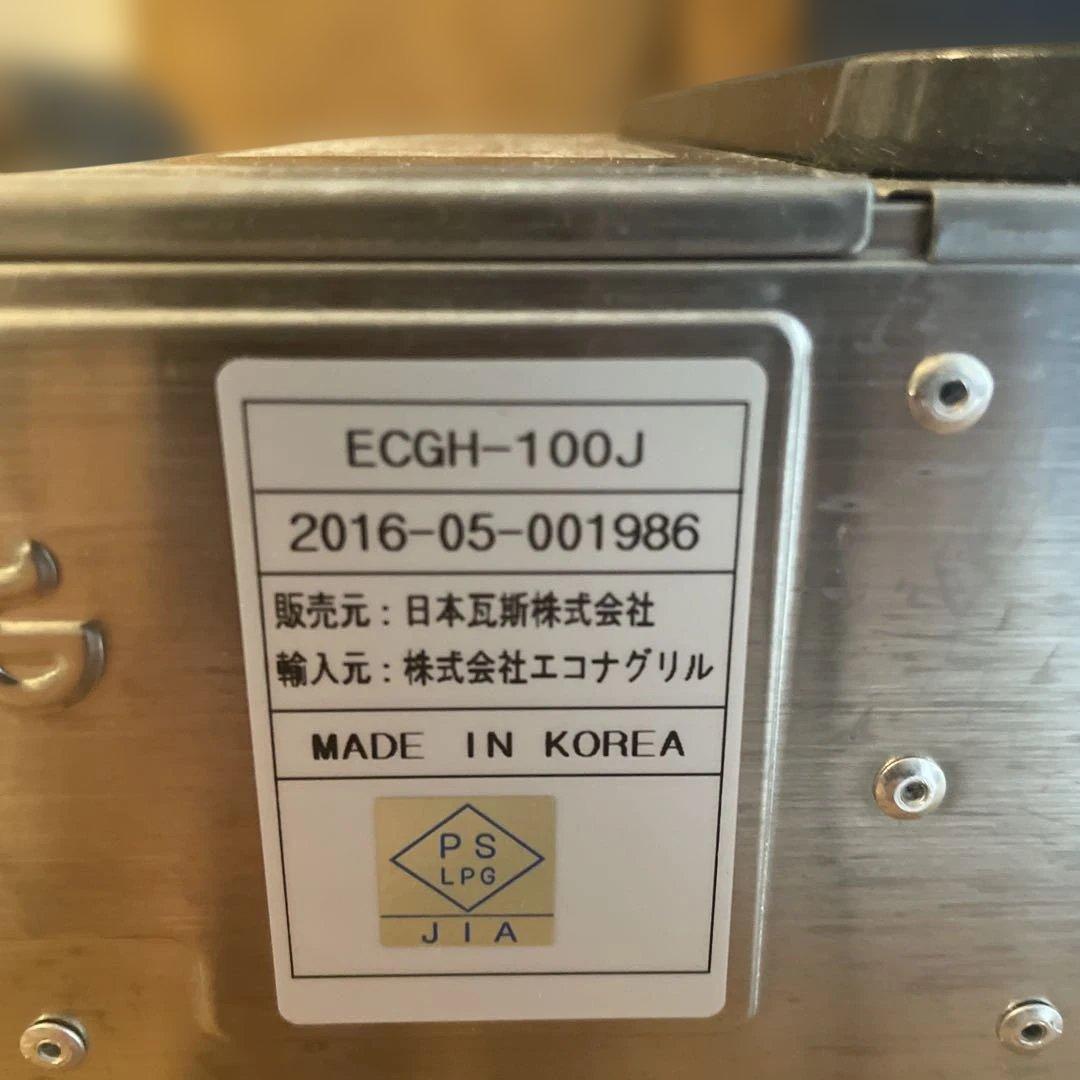 ECGH-100J
2016-05-001986
販売元：日本瓦斯株式会社
輸入元：株式会社エコナグリル
MADE IN KOREA
PS
LPG
JIA